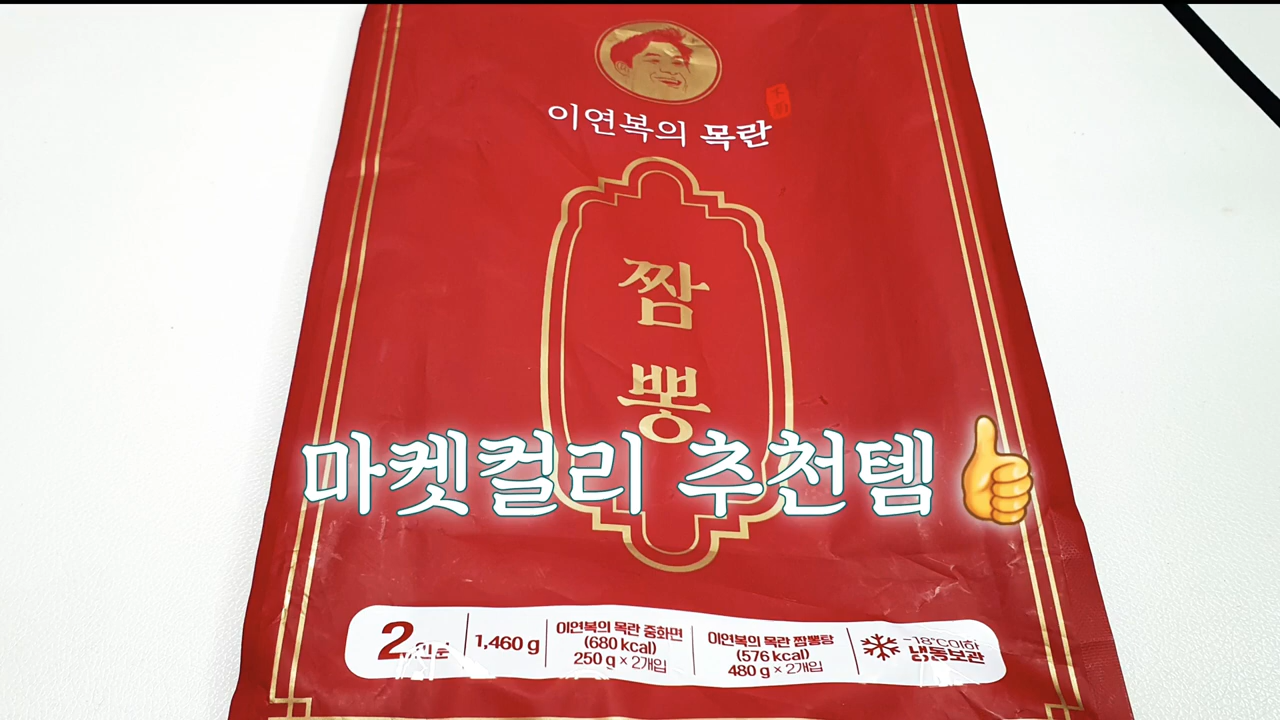 이연복의 목란
짬
뽕
마켓컬리 추천템
2인분
1,460 g
이연복의 목란 중화면
(680 kcal)
250 g × 2개입
이연복의 목란 짬뽕탕
(576 kcal)
480 g × 2개입
-18℃이하
냉동보관